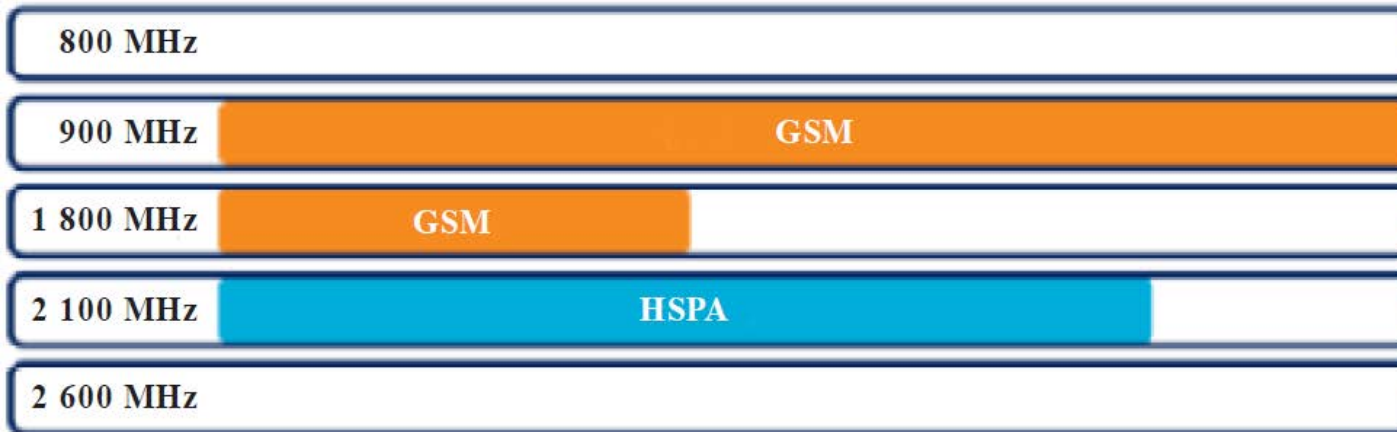 800 MHz
900 MHz GSM
1 800 MHz GSM
2 100 MHz HSPA
2 600 MHz